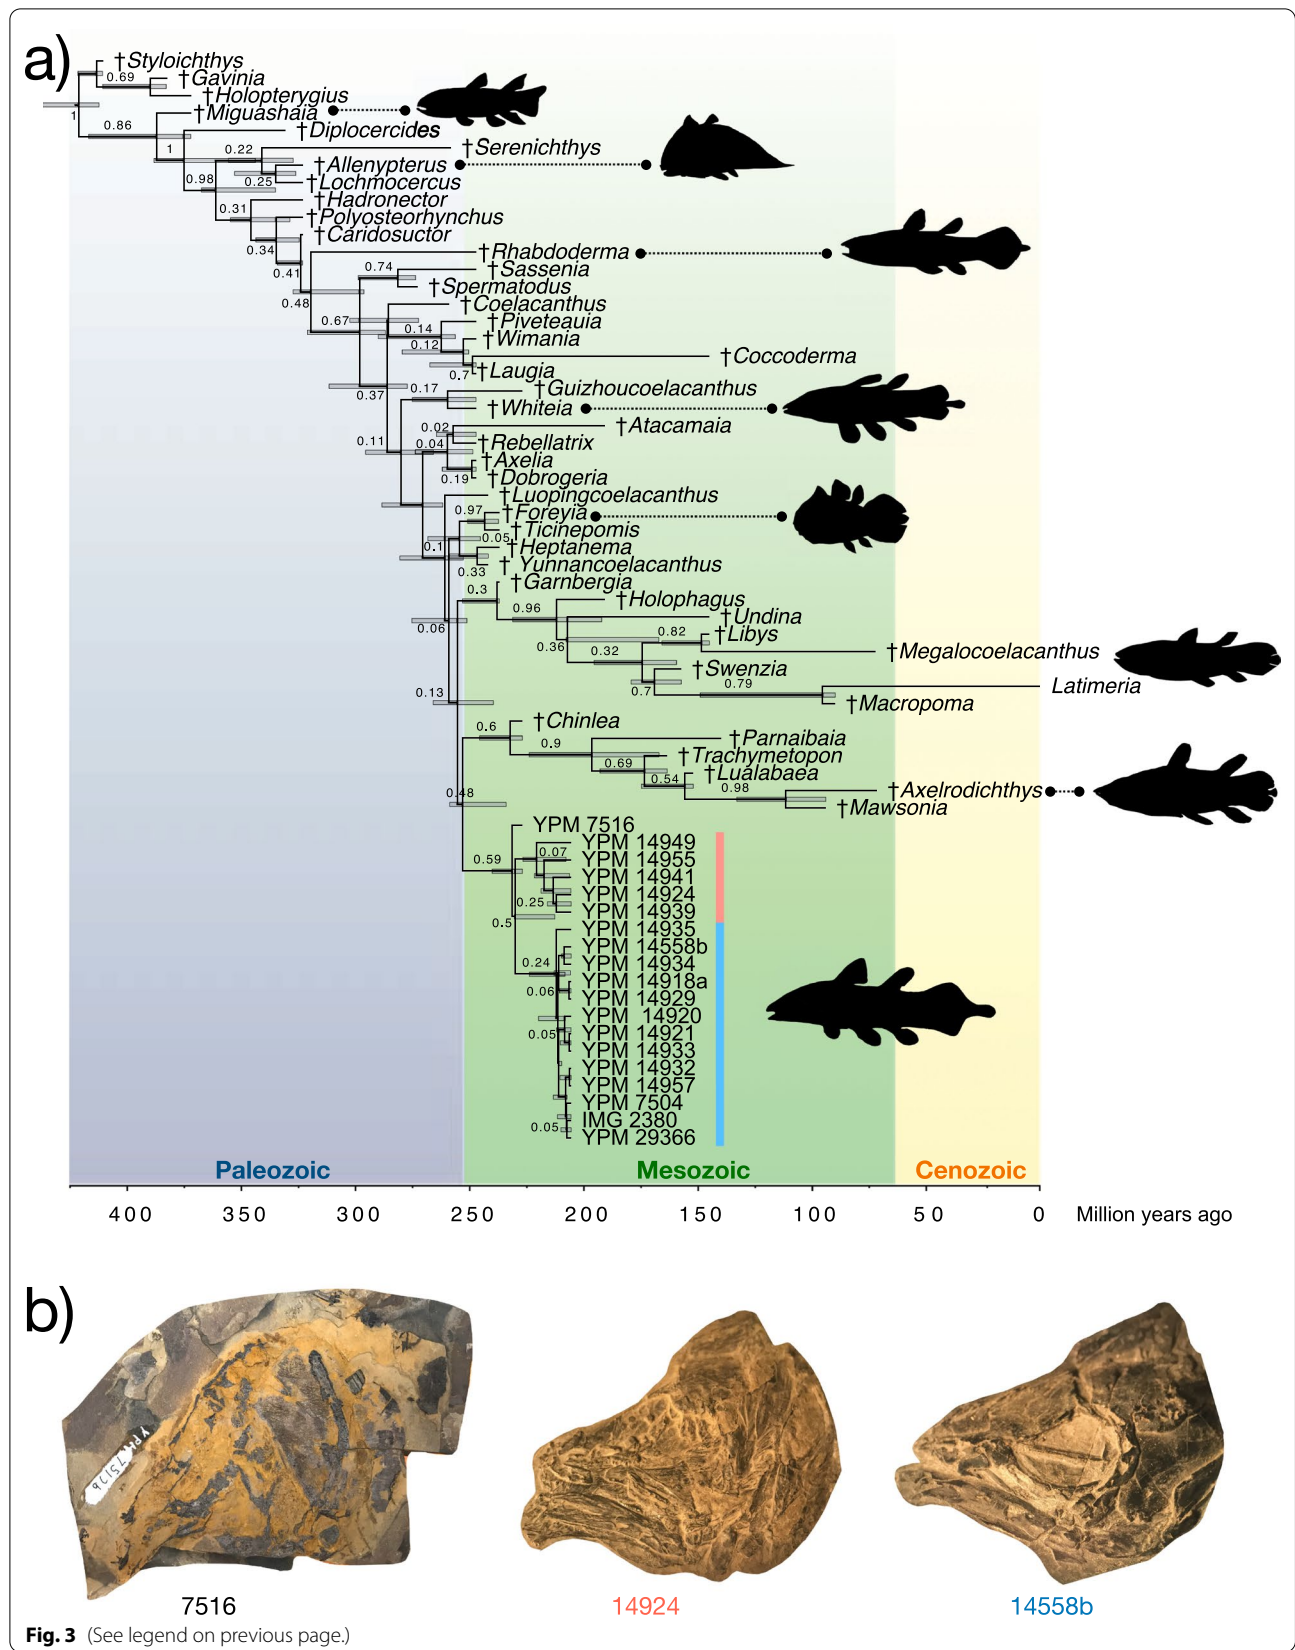 a)
†Styloichthys
0.69
†Gavinia
†Holopterygius
1
†Miguashaia
0.86
†Diplocercides
1
0.22
†Serenichthys
†Allenypterus
0.98
0.25
†Lochmocercus
†Hadronector
0.31
†Polyosteorhynchus
†Caridosuctor
0.34
†Rhabdoderma
0.41
0.74
†Sassenia
†Spermatodus
0.48
†Coelacanthus
0.67
†Piveteauia
0.14
†Wimania
0.12
†Coccoderma
0.7
†Laugia
0.37
0.17
†Guizhoucoelacanthus
†Whiteia
0.02
†Atacamaia
0.11
0.04
†Rebellatrix
†Axelia
0.19
†Dobrogeria
†Luopingcoelacanthus
0.97
†Foreyia
†Ticinepomis
0.05
0.1
†Heptanema
0.33
† Yunnancoelacanthus
†Garnbergia
0.3
†Holophagus
0.96
†Undina
0.06
0.82
†Libys
0.36
†Megalocoelacanthus
0.32
†Swenzia
0.79
Latimeria
0.7
0.13
†Macropoma
†Chinlea
0.6
†Parnaibaia
0.9
†Trachymetopon
0.69
†Lualabaea
0.54
0.98
†Axelrodichthys
0.48
†Mawsonia
YPM 7516
YPM 14949
0.07
0.59
YPM 14955
YPM 14941
YPM 14924
0.25
YPM 14939
0.5
YPM 14935
YPM 14558b
0.24
YPM 14934
YPM 14918a
0.06
YPM 14929
YPM 14920
0.05
YPM 14921
YPM 14933
YPM 14932
YPM 14957
YPM 7504
IMG 2380
0.05
YPM 29366
Paleozoic Mesozoic Cenozoic
400 350 300 250 200 150 100 50 0 Million years ago
b)
7516 14924 14558b
Fig. 3 (See legend on previous page.)